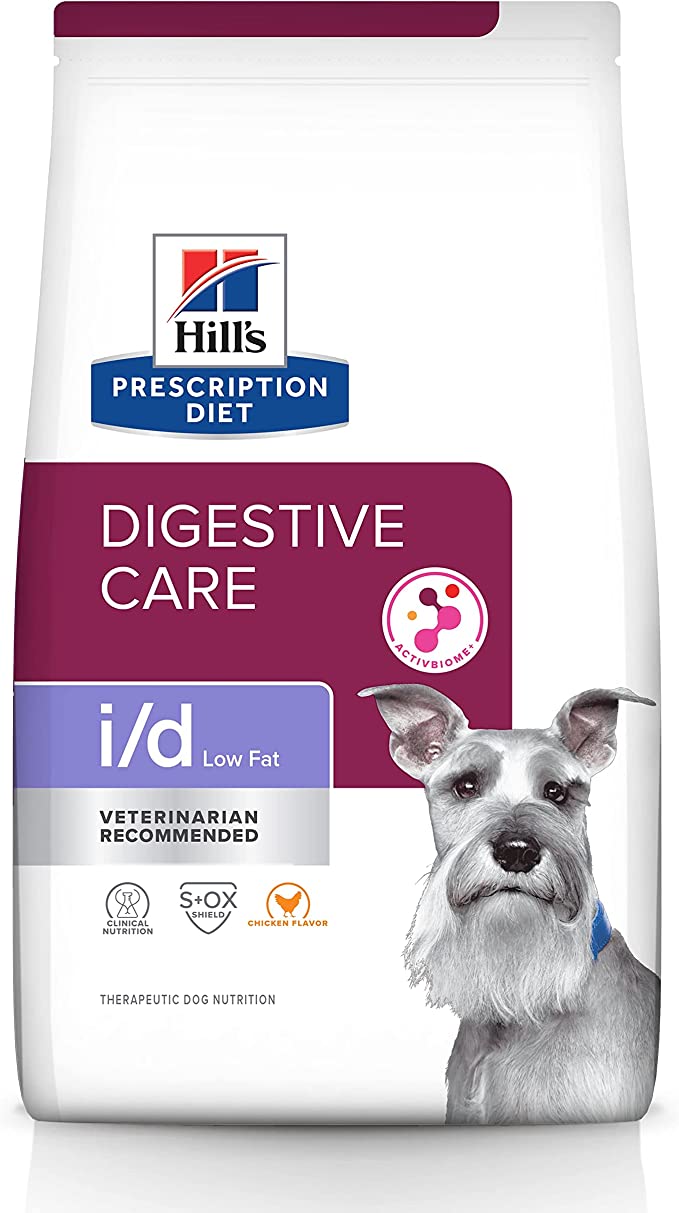 Hill's
PRESCRIPTION
DIET
DIGESTIVE
CARE
ACTIVBIOME+
i/d Low Fat
VETERINARIAN
RECOMMENDED
CLINICAL
NUTRITION
S+OX
SHIELD
CHICKEN FLAVOR
THERAPEUTIC DOG NUTRITION